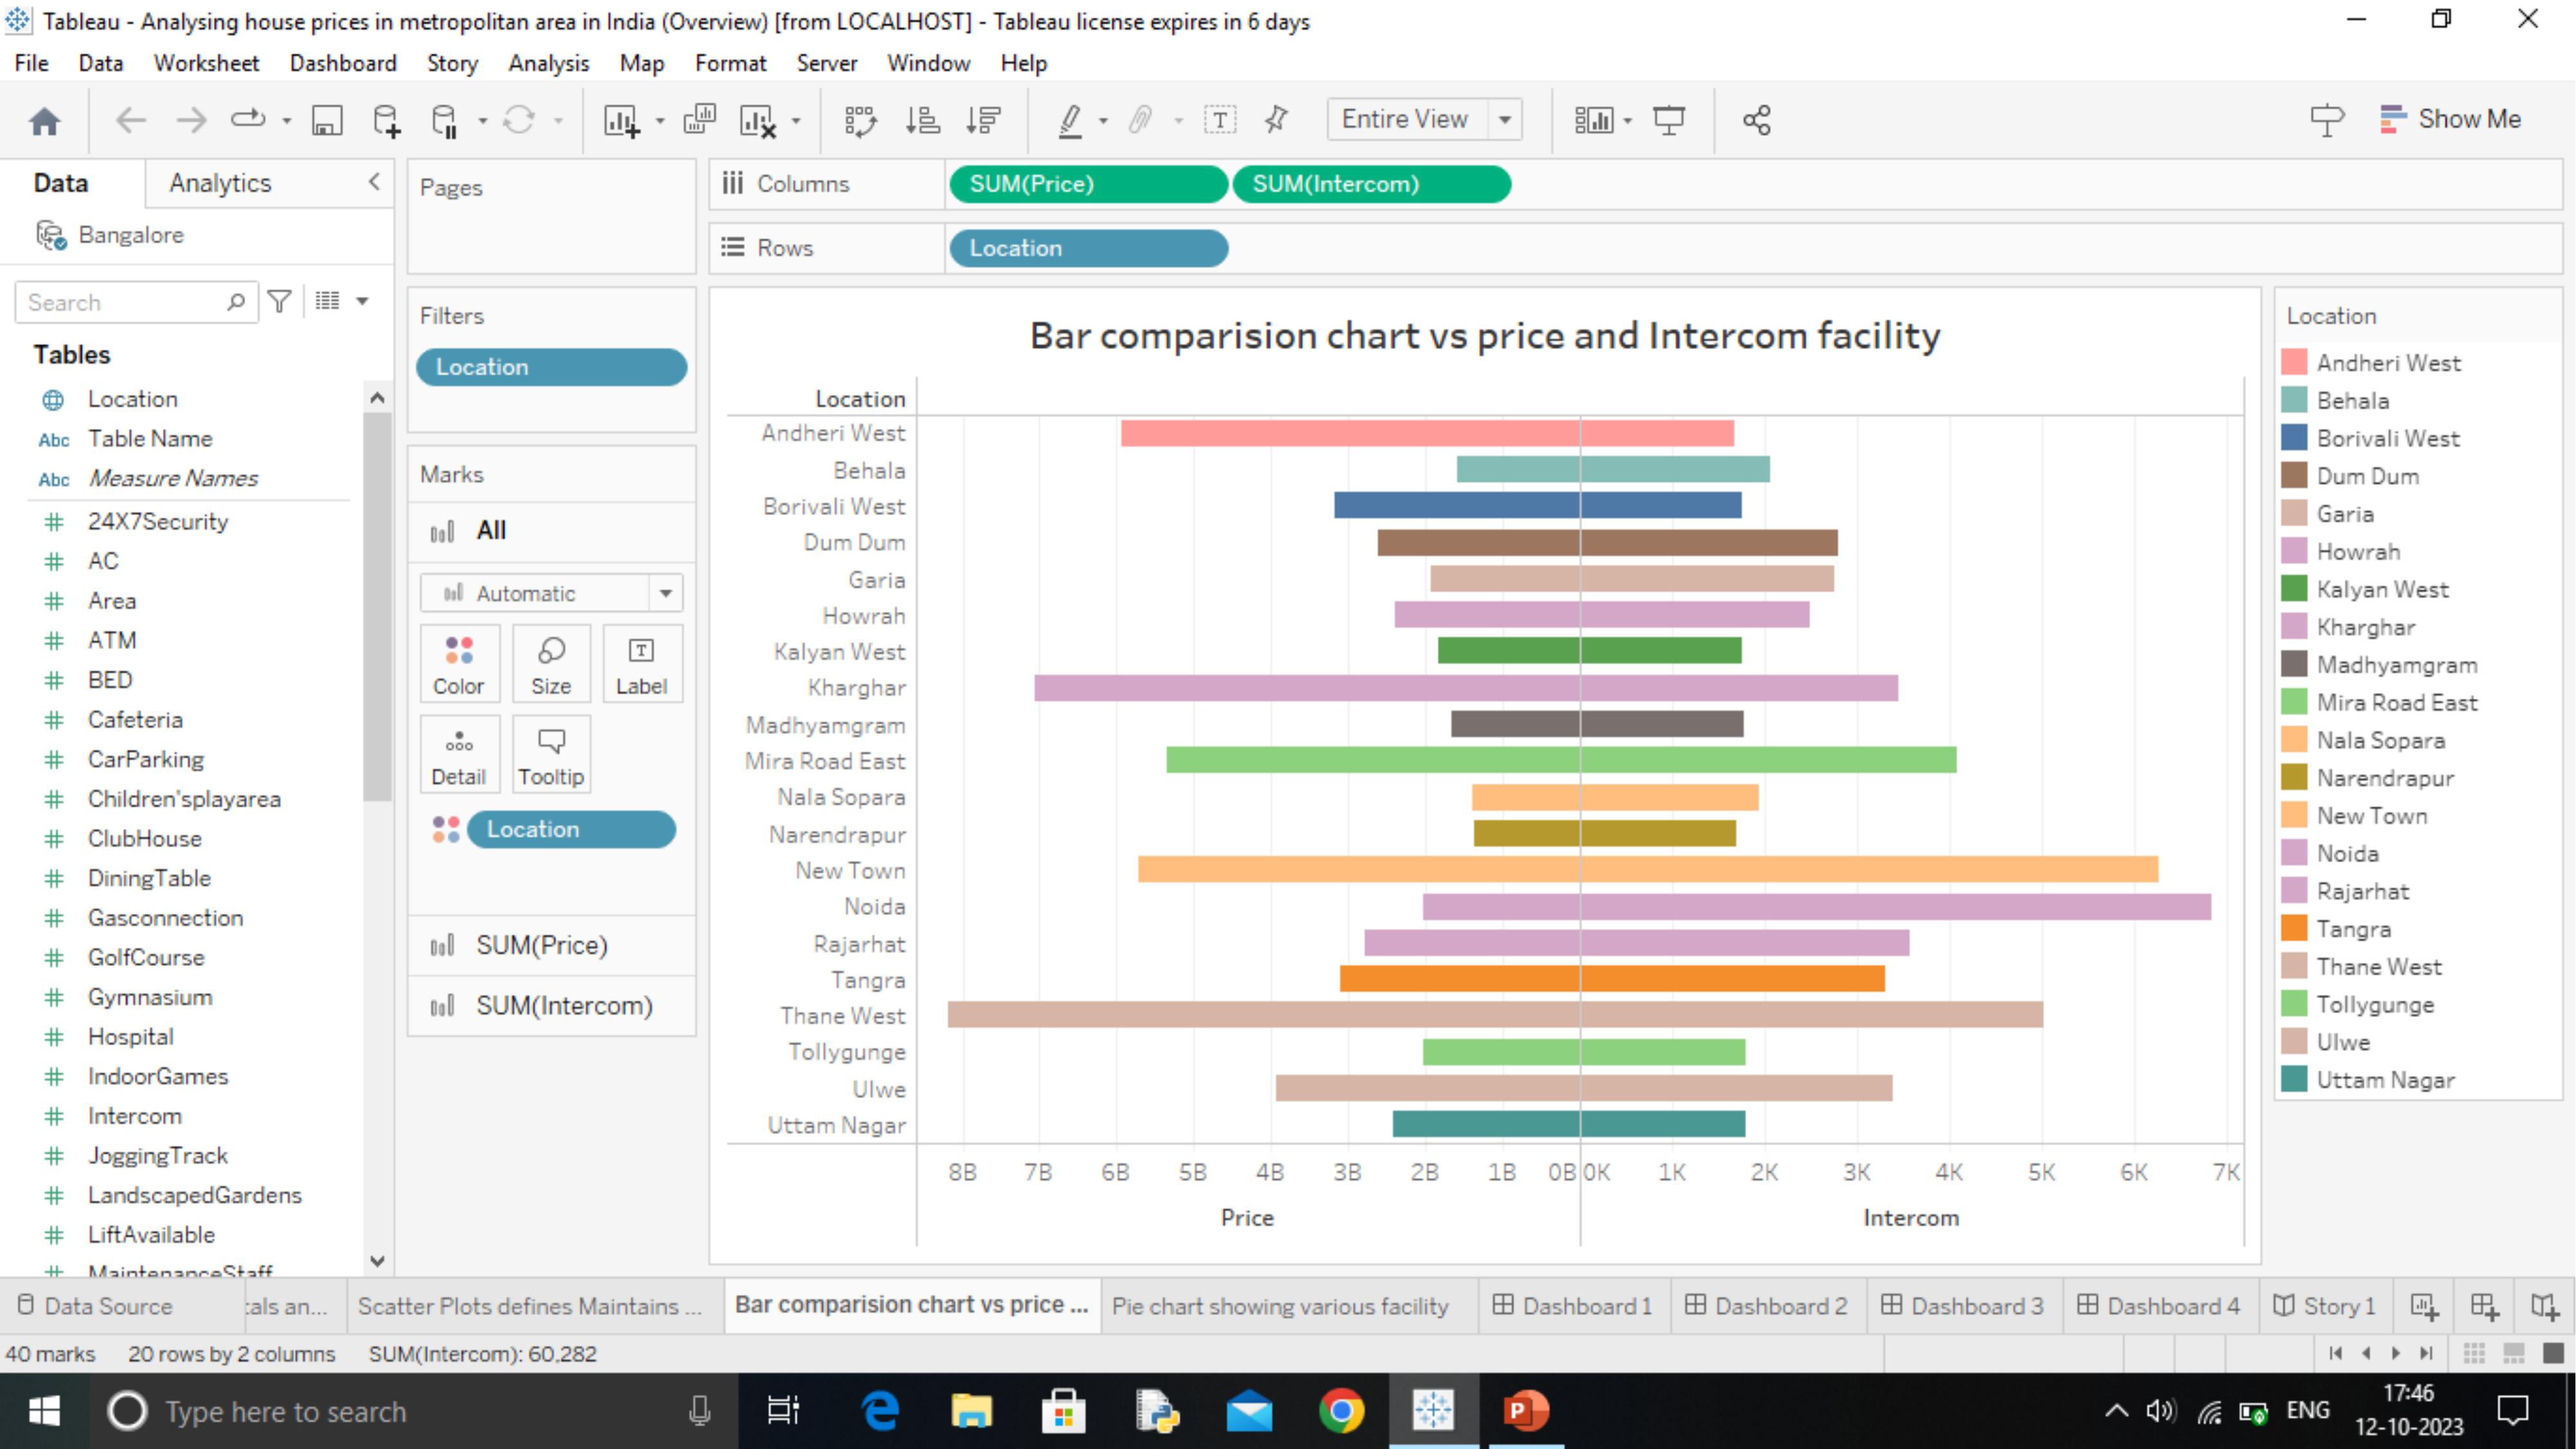 Tableau - Analysing house prices in metropolitan area in India (Overview) [from LOCALHOST] - Tableau license expires in 6 days
File Data Worksheet Dashboard Story Analysis Map Format Server Window Help
Entire View
Show Me
Data Analytics
Bangalore
Search
Tables
Location
Abc Table Name
Abc Measure Names
24X7Security
AC
Area
ATM
BED
Cafeteria
CarParking
Children'splayarea
ClubHouse
DiningTable
Gasconnection
GolfCourse
Gymnasium
Hospital
IndoorGames
Intercom
JoggingTrack
LandscapedGardens
LiftAvailable
MaintenanceStaff
Pages
Filters
Location
Marks
All
Automatic
Color Size Label
Detail Tooltip
Location
SUM(Price)
SUM(Intercom)
Columns SUM(Price) SUM(Intercom)
Rows Location
Bar comparision chart vs price and Intercom facility
Location
Andheri West
Behala
Borivali West
Dum Dum
Garia
Howrah
Kalyan West
Kharghar
Madhyamgram
Mira Road East
Nala Sopara
Narendrapur
New Town
Noida
Rajarhat
Tangra
Thane West
Tollygunge
Ulwe
Uttam Nagar
8B 7B 6B 5B 4B 3B 2B 1B 0B 0K 1K 2K 3K 4K 5K 6K 7K
Price Intercom
Location
Andheri West
Behala
Borivali West
Dum Dum
Garia
Howrah
Kalyan West
Kharghar
Madhyamgram
Mira Road East
Nala Sopara
Narendrapur
New Town
Noida
Rajarhat
Tangra
Thane West
Tollygunge
Ulwe
Uttam Nagar
Data Source tals an... Scatter Plots defines Maintains ... Bar comparision chart vs price ... Pie chart showing various facility Dashboard 1 Dashboard 2 Dashboard 3 Dashboard 4 Story 1
40 marks 20 rows by 2 columns SUM(Intercom): 60,282
Type here to search
ENG
17:46
12-10-2023